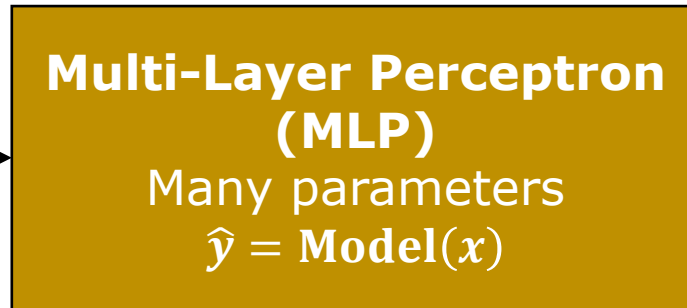 Multi-Layer Perceptron
(MLP)
Many parameters
ŷ = Model(x)